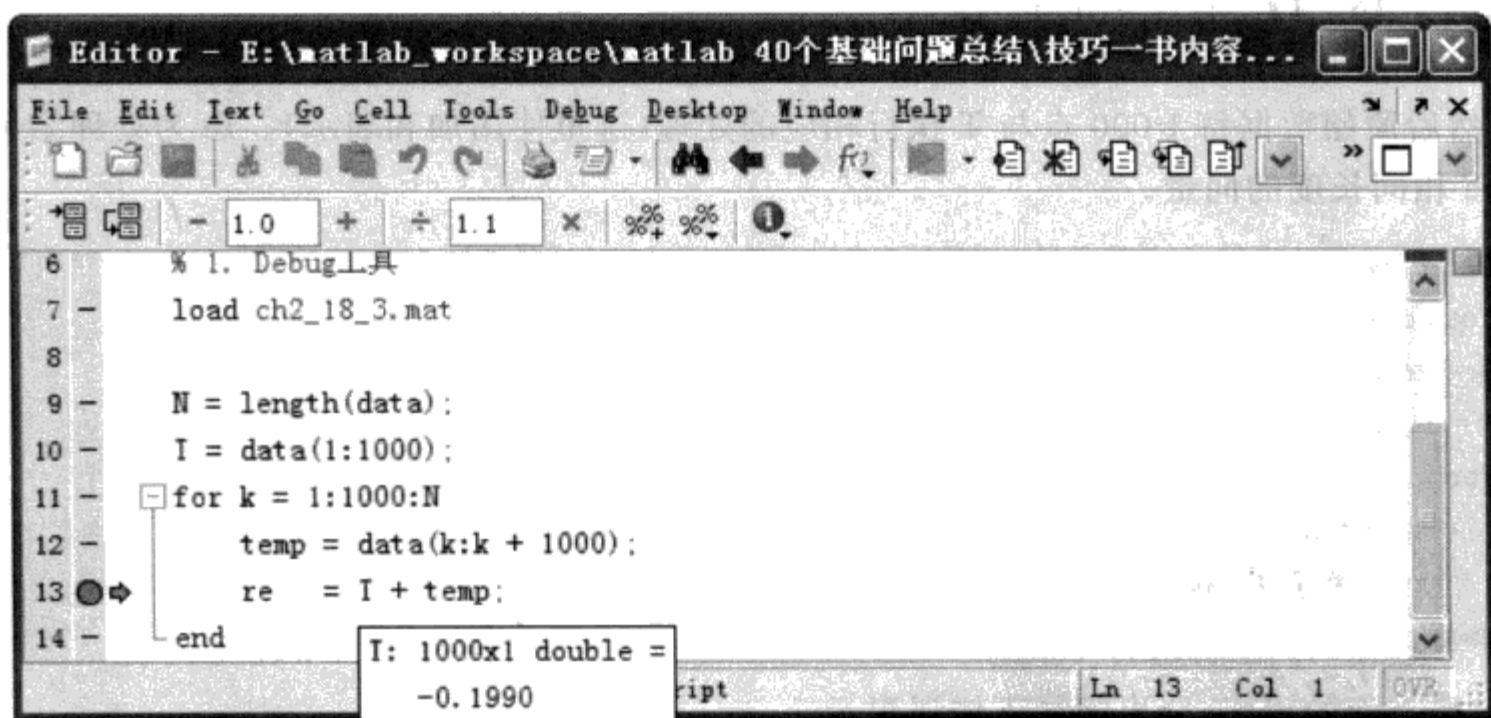 Editor - E:\matlab_workspace\matlab 40个基础问题总结\技巧一书内容...
File Edit Text Go Cell Tools Debug Desktop Window Help
- 1.0 + ÷ 1.1 ×
6 % 1. Debug工具
7 - load ch2_18_3.mat
8
9 - N = length(data);
10 - I = data(1:1000);
11 - for k = 1:1000:N
12 - temp = data(k:k + 1000);
13 re = I + temp;
14 - end
I: 1000x1 double =
-0.1990
ript Ln 13 Col 1 OVR